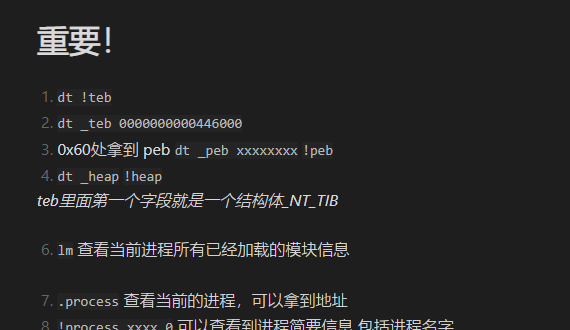 重要！
1. dt !teb
2. dt _teb 0000000000446000
3. 0x60处拿到 peb dt _peb xxxxxxxx !peb
4. dt _heap !heap
teb里面第一个字段就是一个结构体_NT_TIB
6. lm 查看当前进程所有已经加载的模块信息
7. .process 查看当前的进程，可以拿到地址
8. !process xxxx 0 可以查看到进程简要信息 包括进程名字